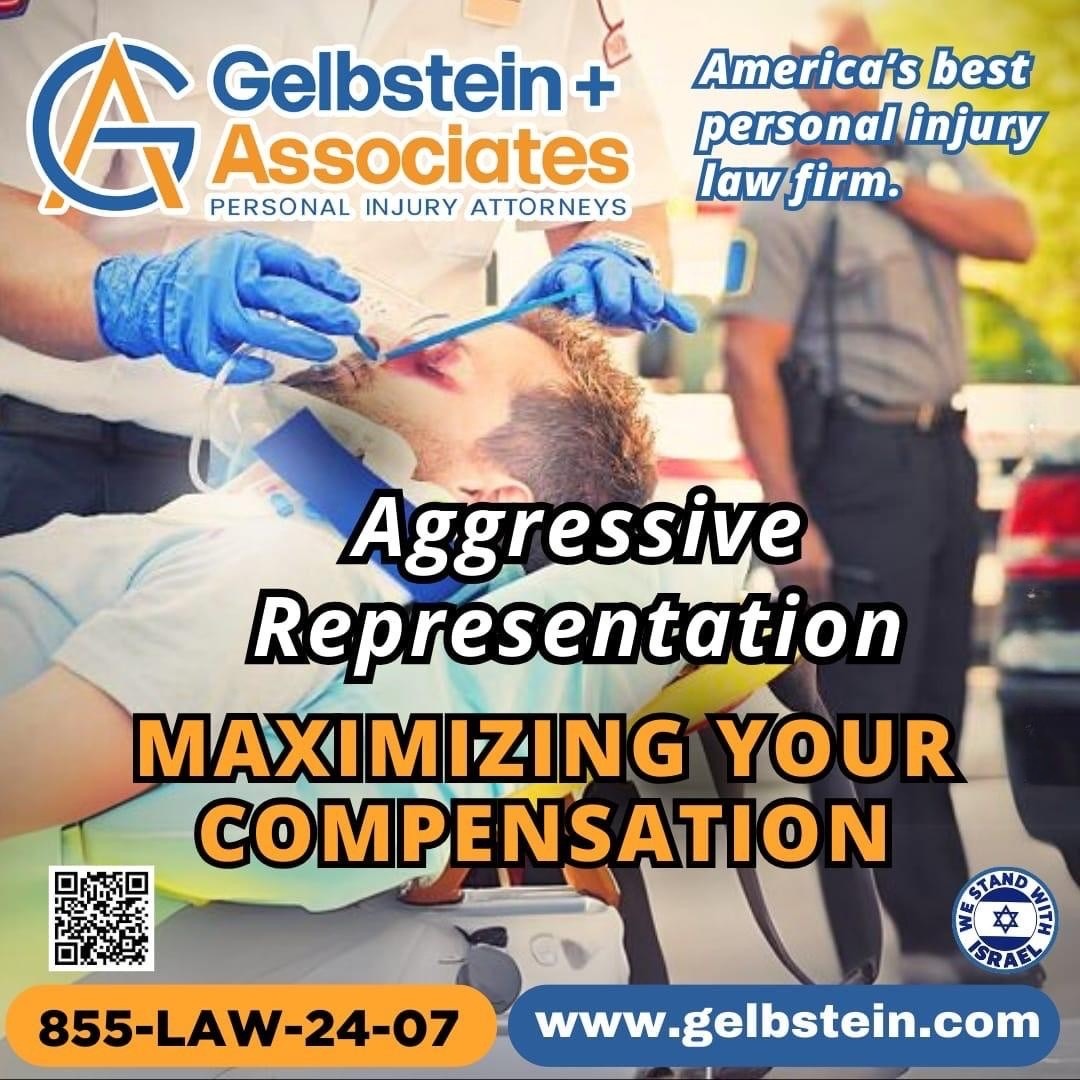 GA
Gelbstein +
Associates
PERSONAL INJURY ATTORNEYS
America's best
personal injury
law firm.
Aggressive
Representation
MAXIMIZING YOUR
COMPENSATION
WE STAND WITH
ISRAEL
855-LAW-24-07
www.gelbstein.com